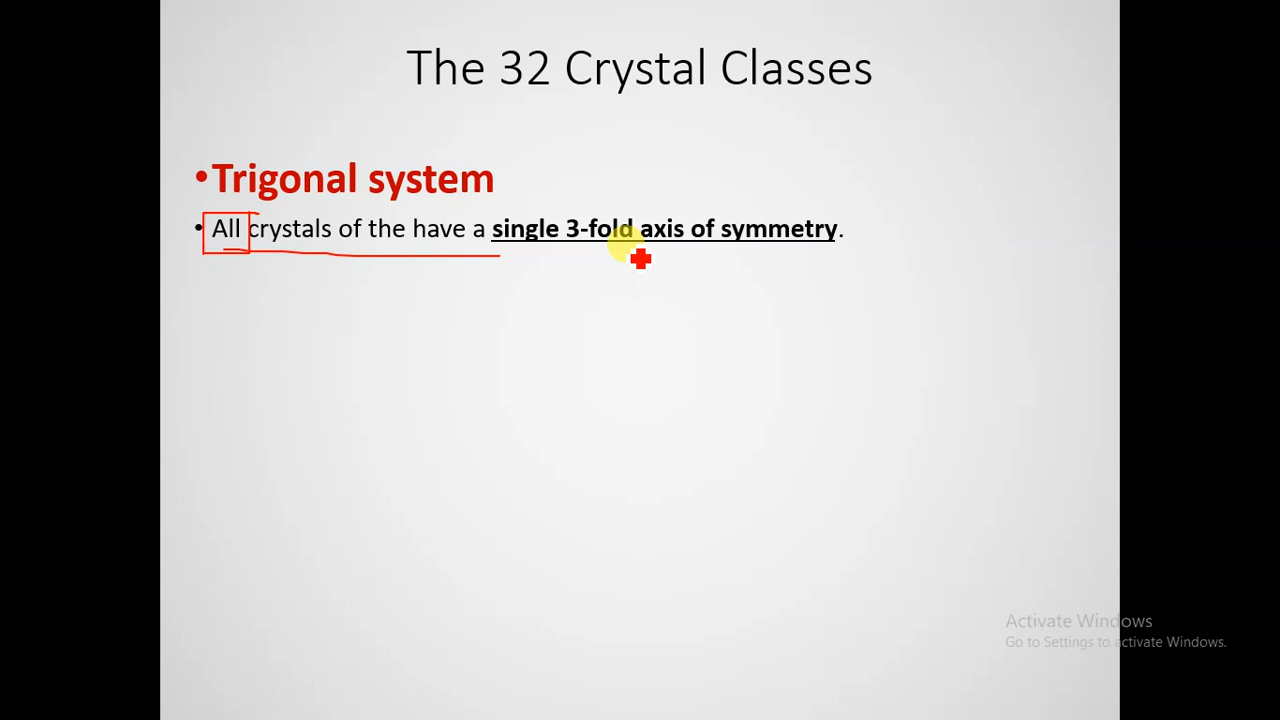 The 32 Crystal Classes
•Trigonal system
• All crystals of the have a single 3-fold axis of symmetry.
Activate Windows
Go to Settings to activate Windows.